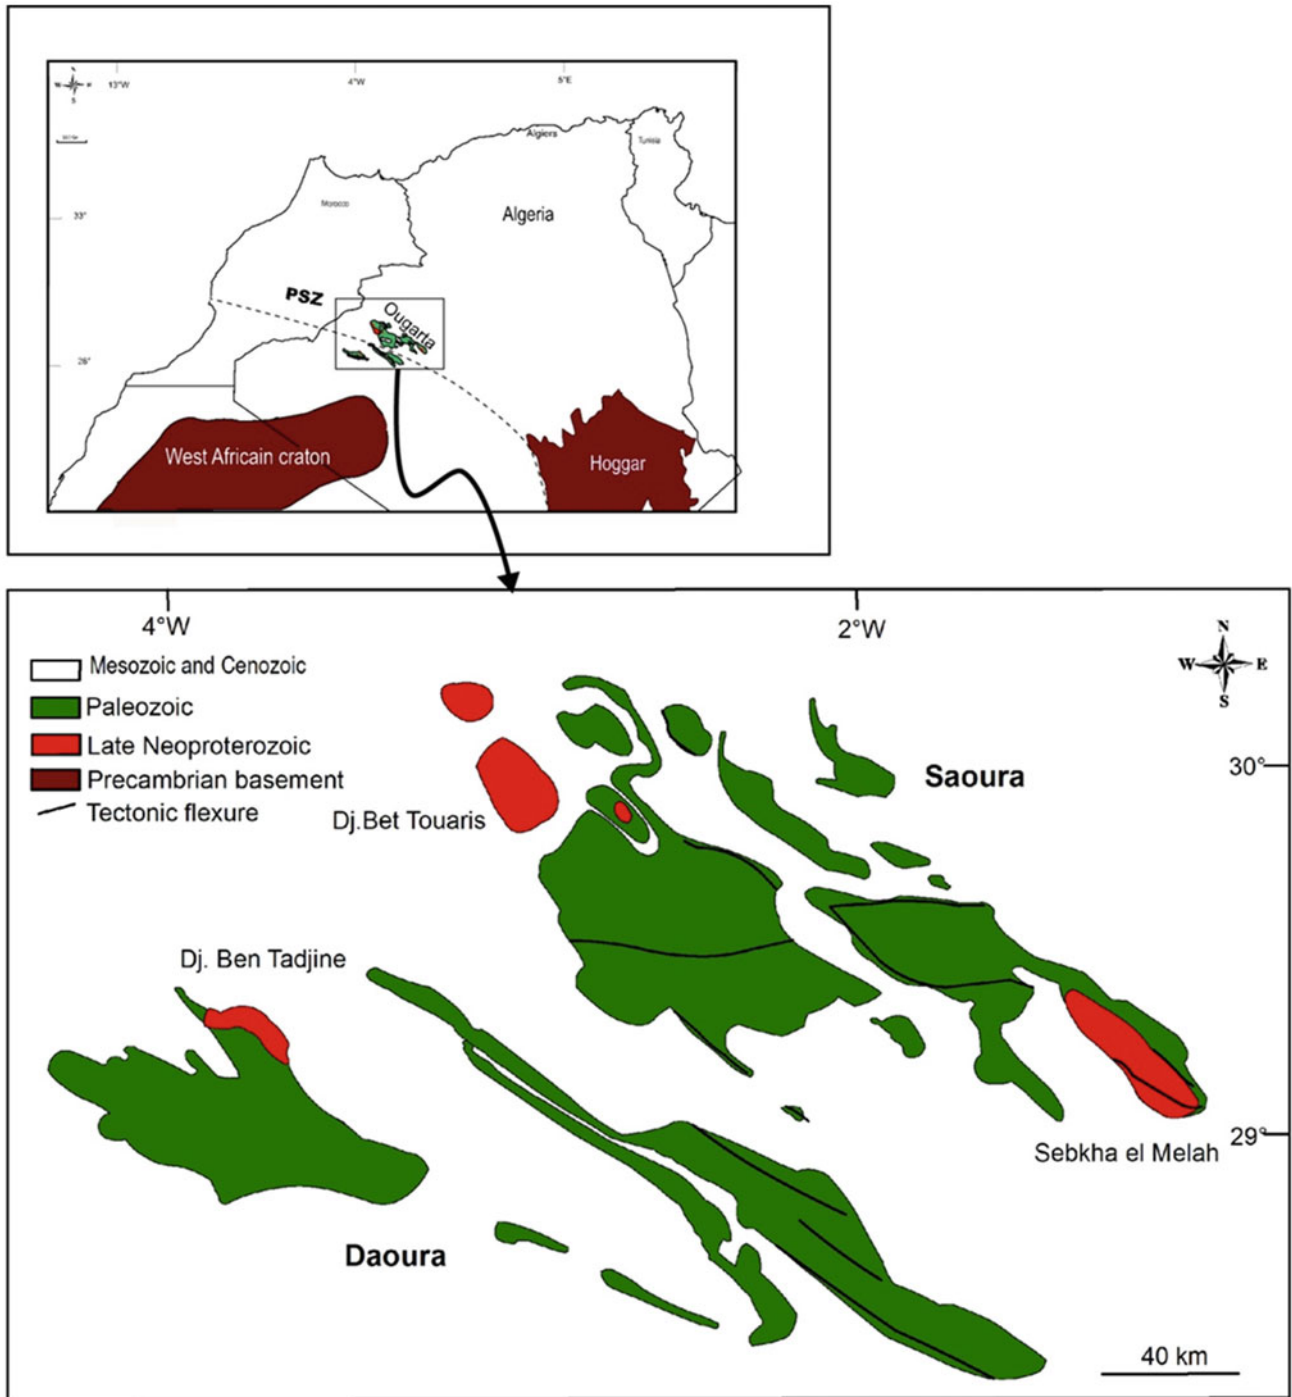 13°W
4°W
5°E
S
Algiers
Tunisia
33°
Morocco
Algeria
PSZ
Ougarta
28°
West Africain craton
Hoggar
4°W
2°W
N
W E
S
Mesozoic and Cenozoic
Paleozoic
Late Neoproterozoic
Precambrian basement
Tectonic flexure
30°
Saoura
Dj.Bet Touaris
Dj. Ben Tadjine
29°
Sebkha el Melah
Daoura
40 km